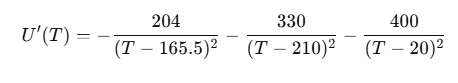 U′(T) = − 204/(T − 165.5)² − 330/(T − 210)² − 400/(T − 20)²